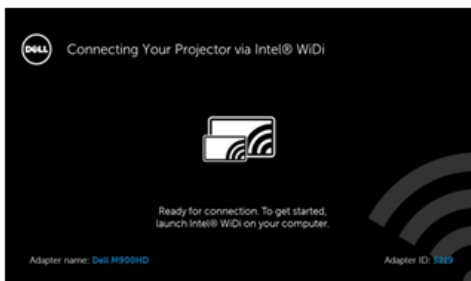 DELL
Connecting Your Projector via Intel® WiDi
Ready for connection. To get started,
launch Intel® WiDi on your computer.
Adapter name: Dell M900HD
Adapter ID: 5219